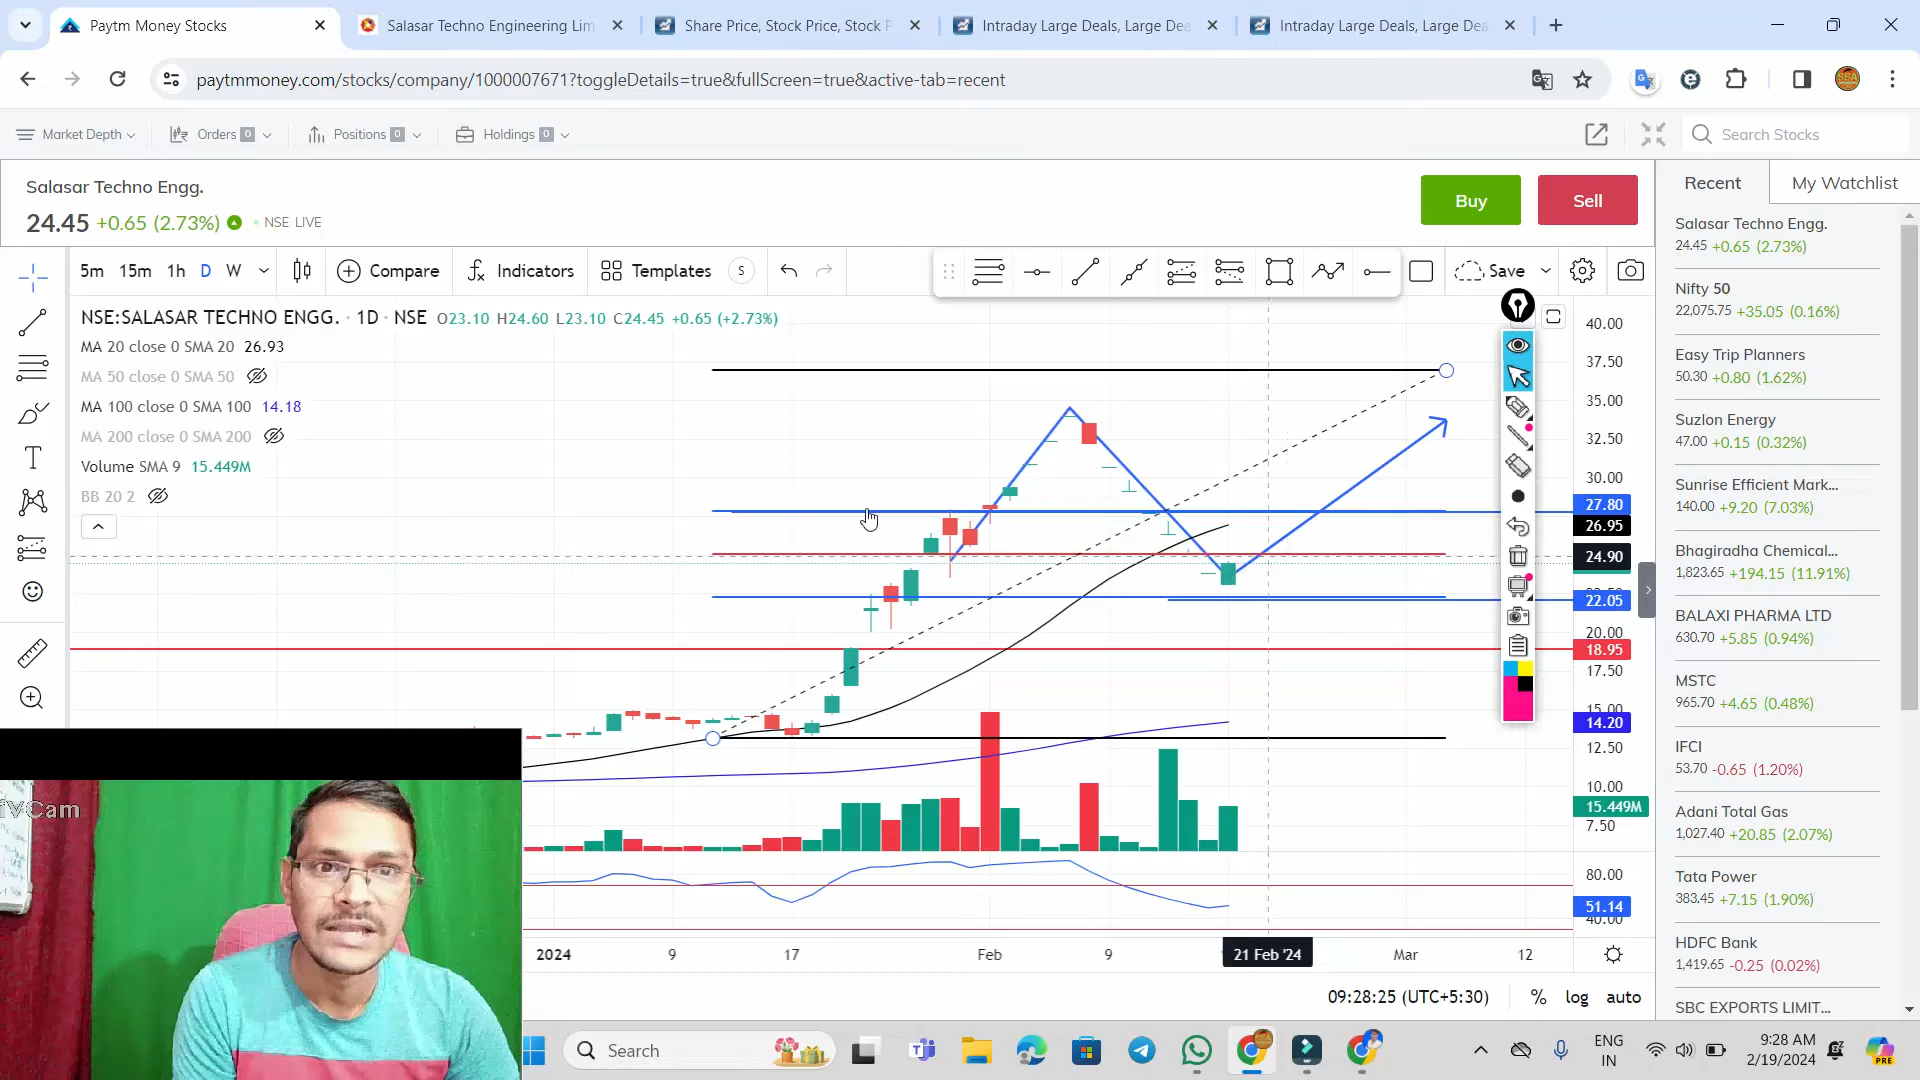 Paytm Money Stocks
Salasar Techno Engineering Lim
Share Price, Stock Price, Stock P
Intraday Large Deals, Large Dea
Intraday Large Deals, Large Dea
paytmmoney.com/stocks/company/1000007671?toggleDetails=true&fullScreen=true&active-tab=recent
Market Depth
Orders 0
Positions 0
Holdings 0
Search Stocks
Salasar Techno Engg.
24.45 +0.65 (2.73%) NSE LIVE
Buy
Sell
Recent
My Watchlist
5m 15m 1h D W
Compare
Indicators
Templates
S
Save
NSE:SALASAR TECHNO ENGG. · 1D · NSE O23.10 H24.60 L23.10 C24.45 +0.65 (+2.73%)
MA 20 close 0 SMA 20 26.93
MA 50 close 0 SMA 50
MA 100 close 0 SMA 100 14.18
MA 200 close 0 SMA 200
Volume SMA 9 15.449M
BB 20 2
40.00
37.50
35.00
32.50
30.00
27.80
26.95
24.90
22.05
20.00
18.95
17.50
15.00
14.20
12.50
10.00
15.449M
7.50
80.00
51.14
40.00
2024
9
17
Feb
9
21 Feb '24
Mar
12
09:28:25 (UTC+5:30)
%
log
auto
Salasar Techno Engg.
24.45 +0.65 (2.73%)
Nifty 50
22,075.75 +35.05 (0.16%)
Easy Trip Planners
50.30 +0.80 (1.62%)
Suzlon Energy
47.00 +0.15 (0.32%)
Sunrise Efficient Mark...
140.00 +9.20 (7.03%)
Bhagiradha Chemical...
1,823.65 +194.15 (11.91%)
BALAXI PHARMA LTD
630.70 +5.85 (0.94%)
MSTC
965.70 +4.65 (0.48%)
IFCI
53.70 -0.65 (1.20%)
Adani Total Gas
1,027.40 +20.85 (2.07%)
Tata Power
383.45 +7.15 (1.90%)
HDFC Bank
1,419.65 -0.25 (0.02%)
SBC EXPORTS LIMIT...
Search
ENG
IN
9:28 AM
2/19/2024
PRE